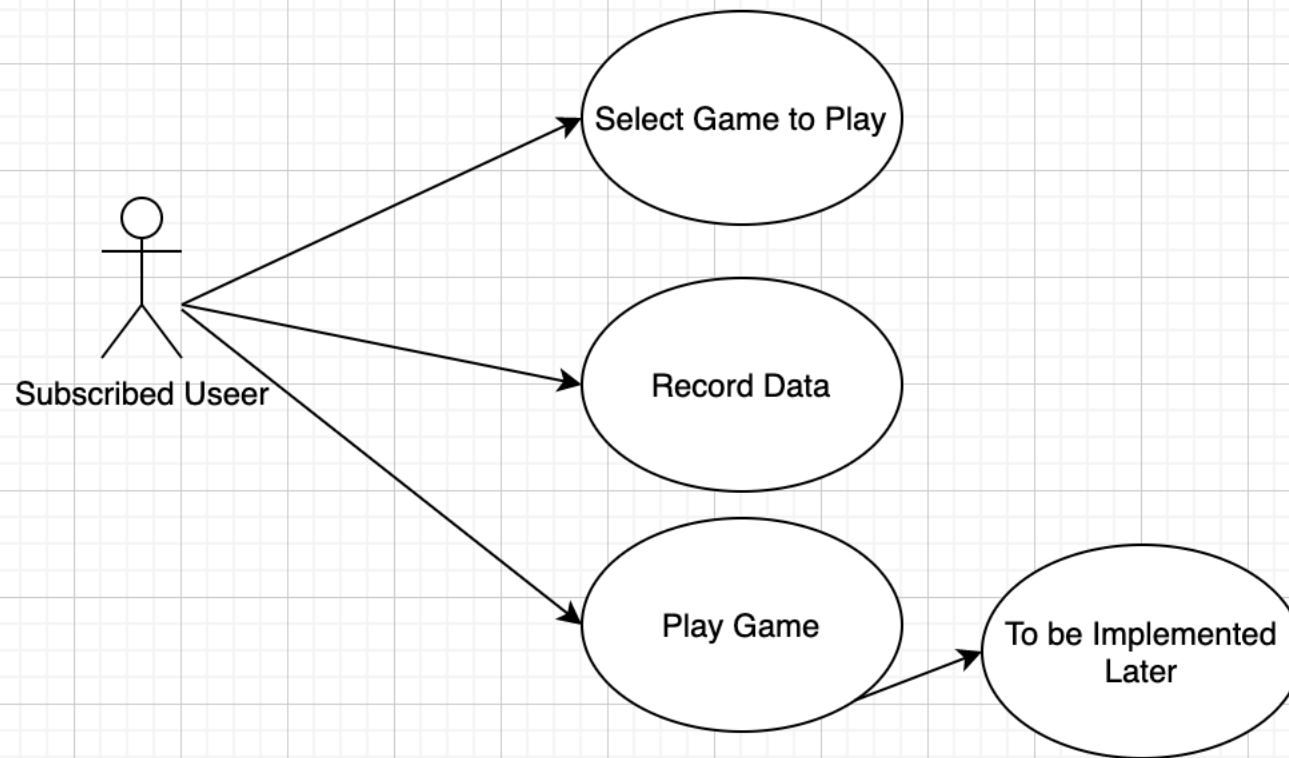 Select Game to Play
Subscribed Useer
Record Data
Play Game
To be Implemented
Later